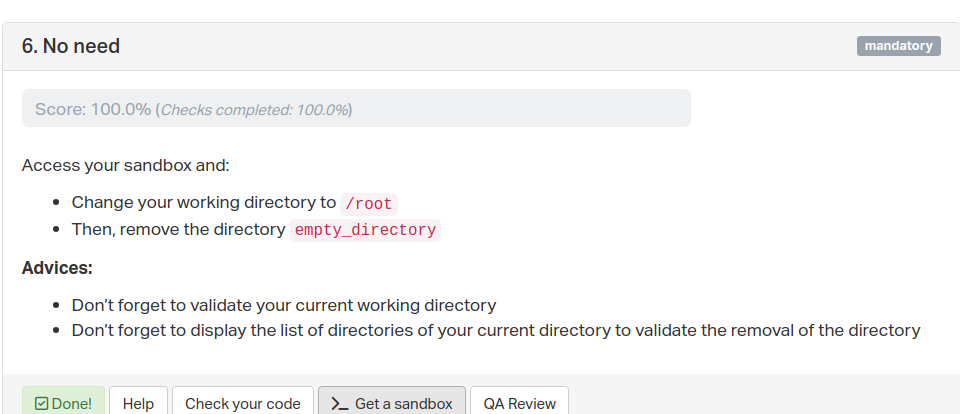 6. No need
mandatory
Score: 100.0% (Checks completed: 100.0%)
Access your sandbox and:
• Change your working directory to /root
• Then, remove the directory empty_directory
Advices:
• Don’t forget to validate your current working directory
• Don’t forget to display the list of directories of your current directory to validate the removal of the directory
Done! Help Check your code >_ Get a sandbox QA Review